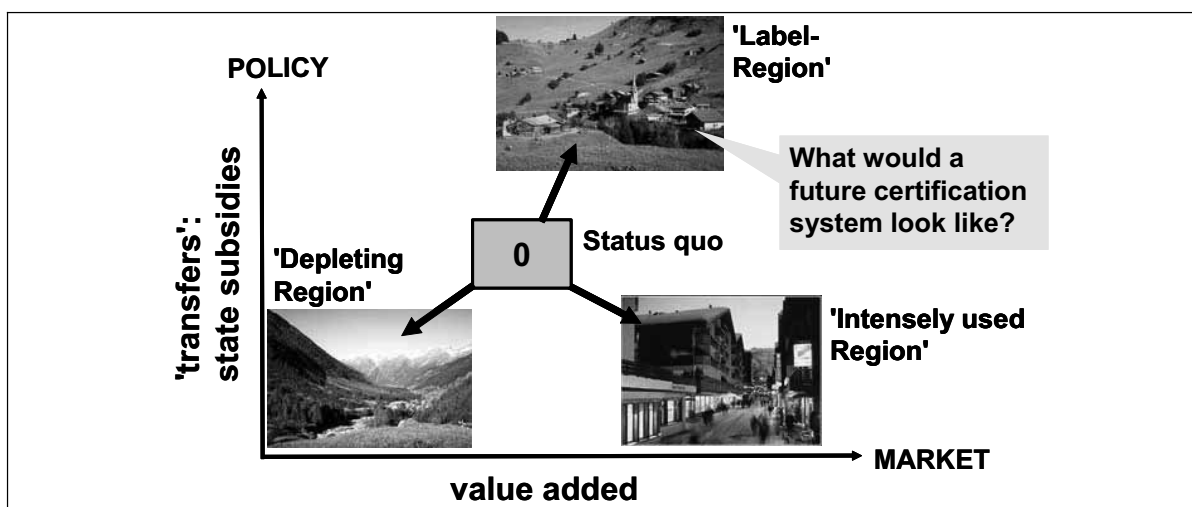 'Label-
Region'
POLICY
What would a
future certification
system look like?
'transfers':
state subsidies
0
Status quo
'Depleting
Region'
'Intensely used
Region'
MARKET
value added